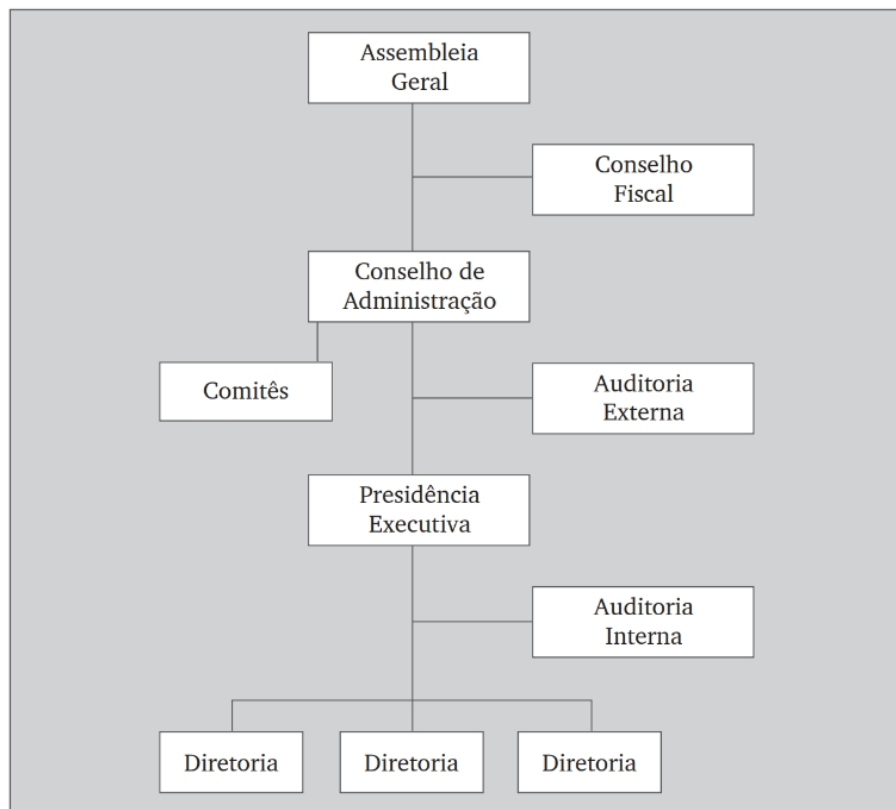 Assembleia
Geral
Conselho
Fiscal
Conselho de
Administração
Comitês
Auditoria
Externa
Presidência
Executiva
Auditoria
Interna
Diretoria
Diretoria
Diretoria